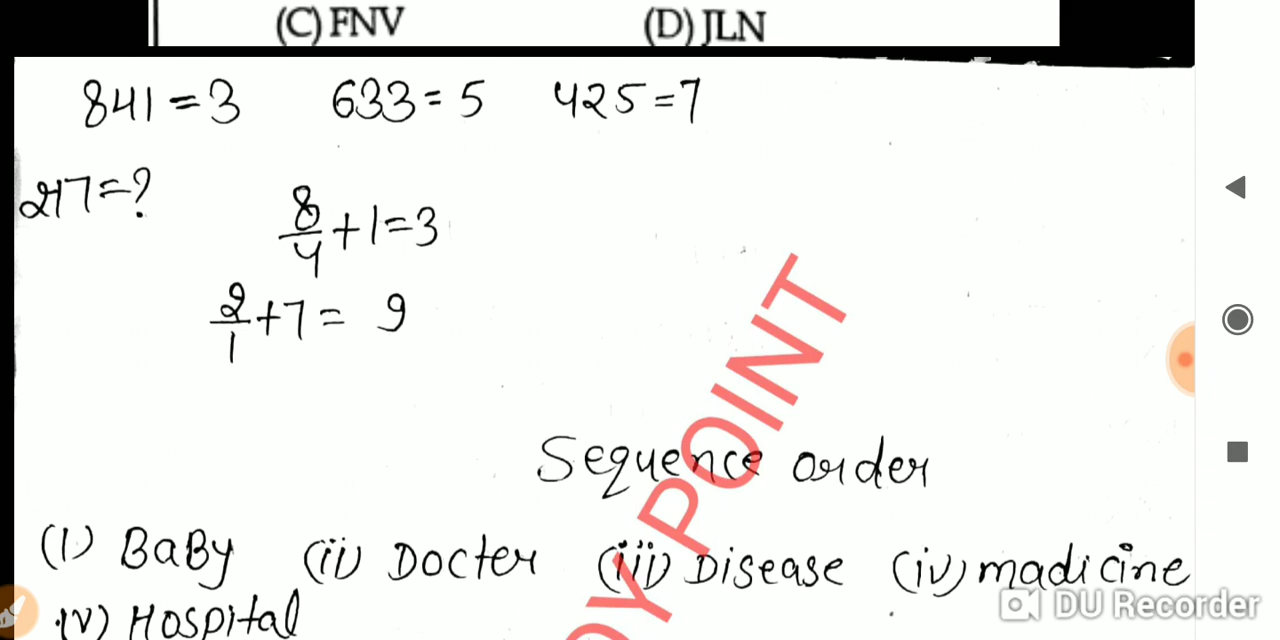 (C) FNV (D) JLN
841 = 3 633 = 5 425 = 7
217 = ?
8/4 + 1 = 3
2/1 + 7 = 9
POINT
Sequence order
(I) BaBy (ii) Docter (iii) Disease (iv) madicine
(V) Hospital
DU Recorder